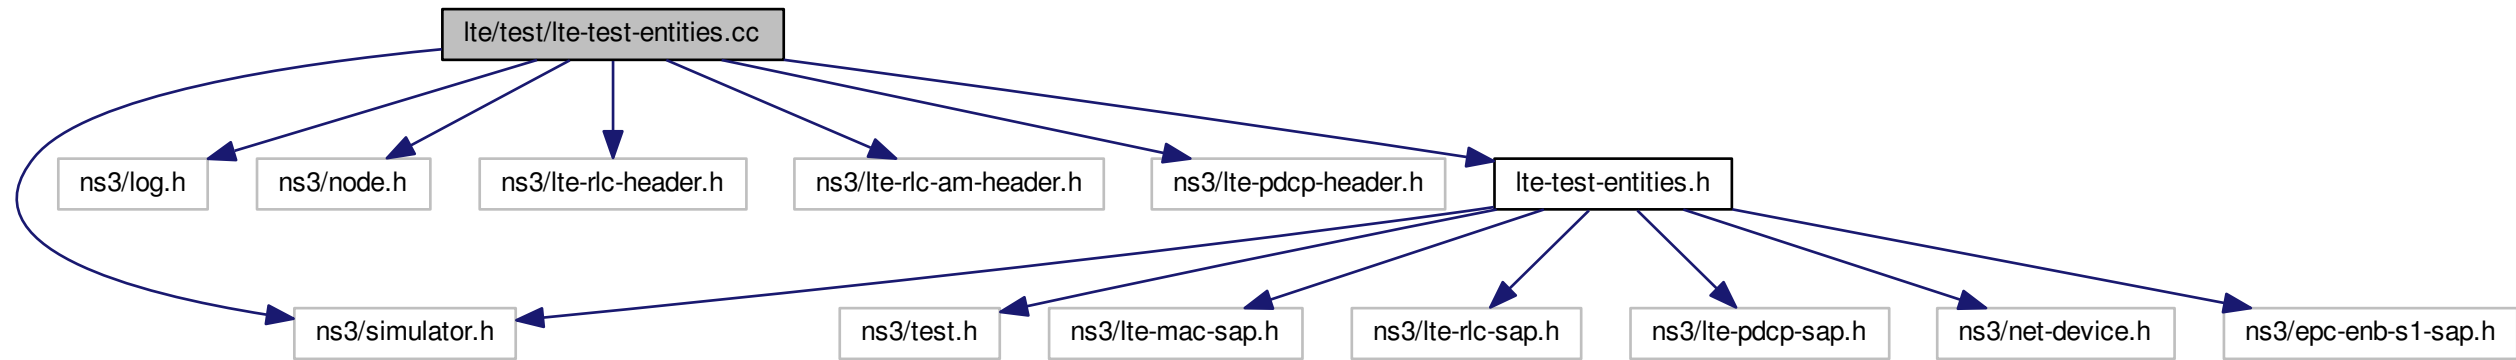 lte/test/lte-test-entities.cc
ns3/log.h
ns3/node.h
ns3/lte-rlc-header.h
ns3/lte-rlc-am-header.h
ns3/lte-pdcp-header.h
lte-test-entities.h
ns3/simulator.h
ns3/test.h
ns3/lte-mac-sap.h
ns3/lte-rlc-sap.h
ns3/lte-pdcp-sap.h
ns3/net-device.h
ns3/epc-enb-s1-sap.h